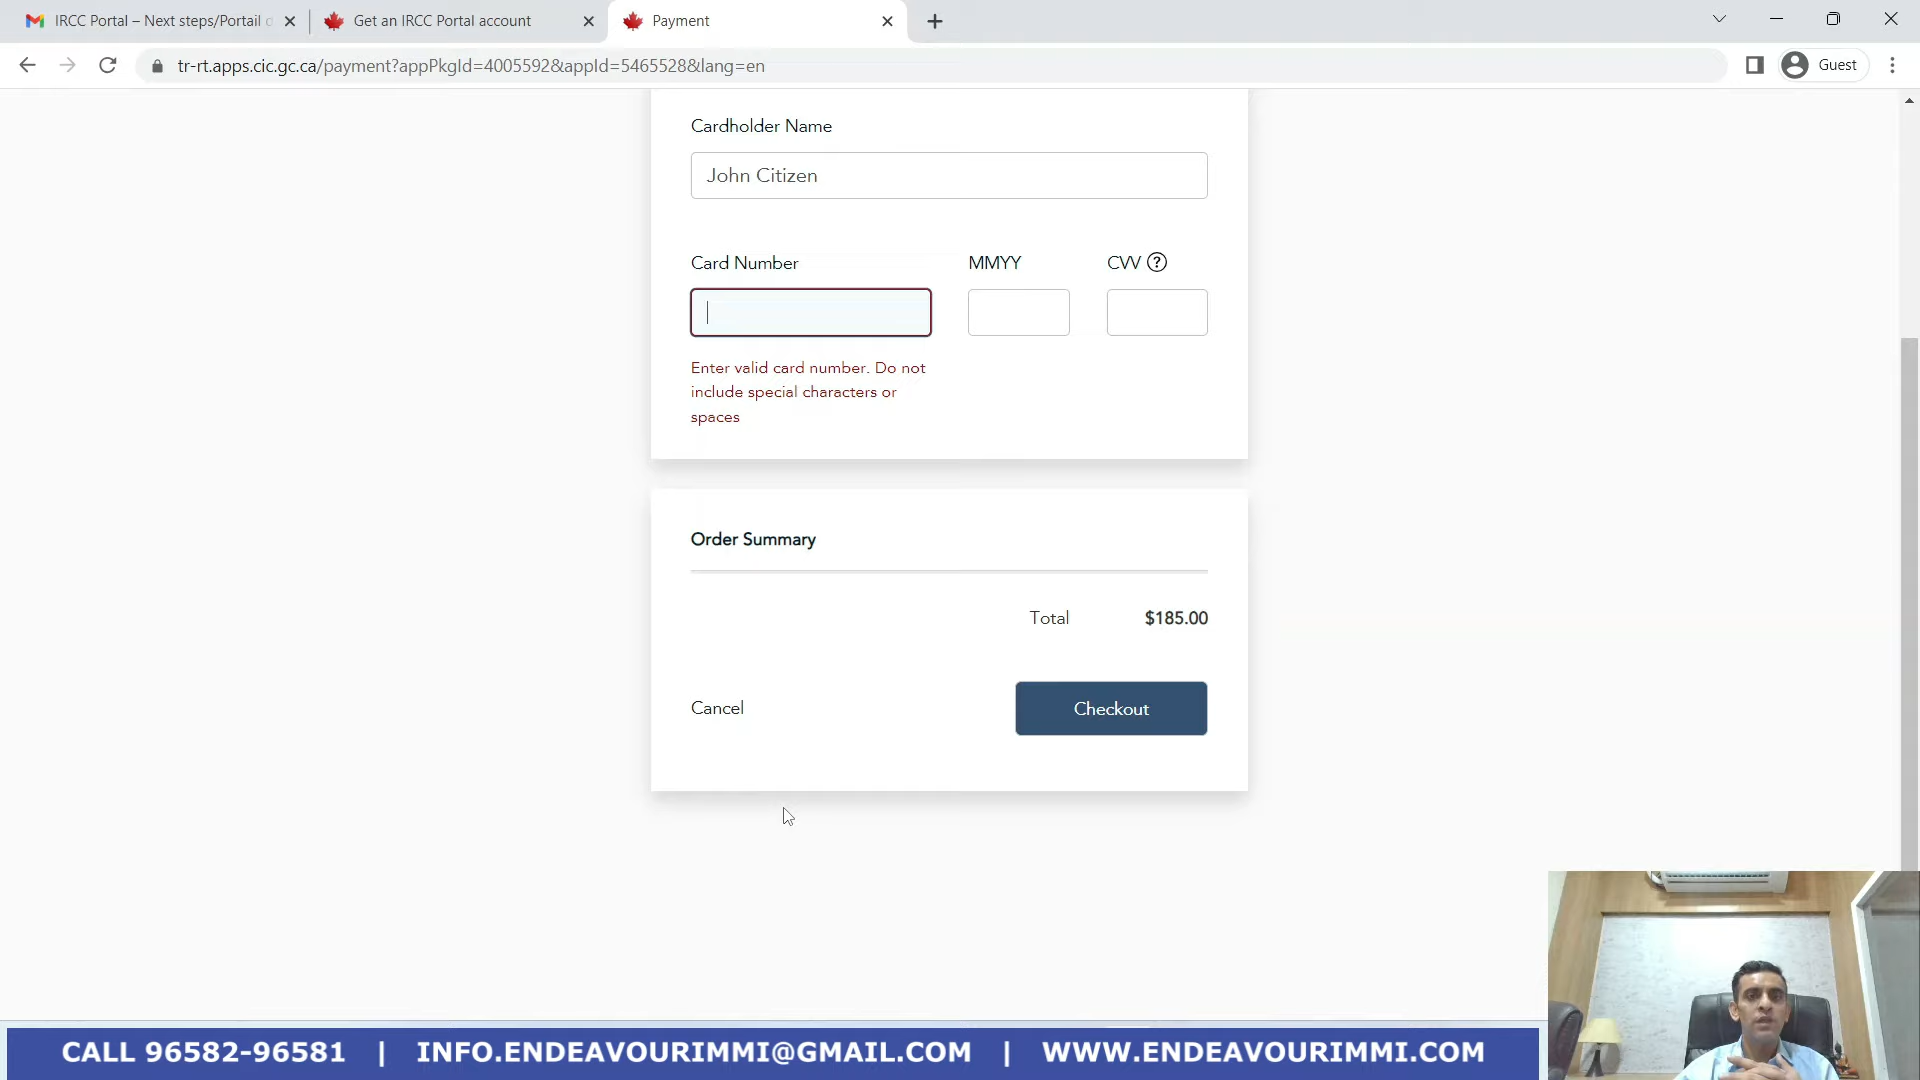 IRCC Portal – Next steps/Portail
Get an IRCC Portal account
Payment
tr-rt.apps.cic.gc.ca/payment?appPkgId=4005592&appId=5465528&lang=en
Guest
Cardholder Name
John Citizen
Card Number MMYY CVV ?
Enter valid card number. Do not
include special characters or
spaces
Order Summary
Total $185.00
Cancel Checkout
CALL 96582-96581 | INFO.ENDEAVOURIMMI@GMAIL.COM | WWW.ENDEAVOURIMMI.COM